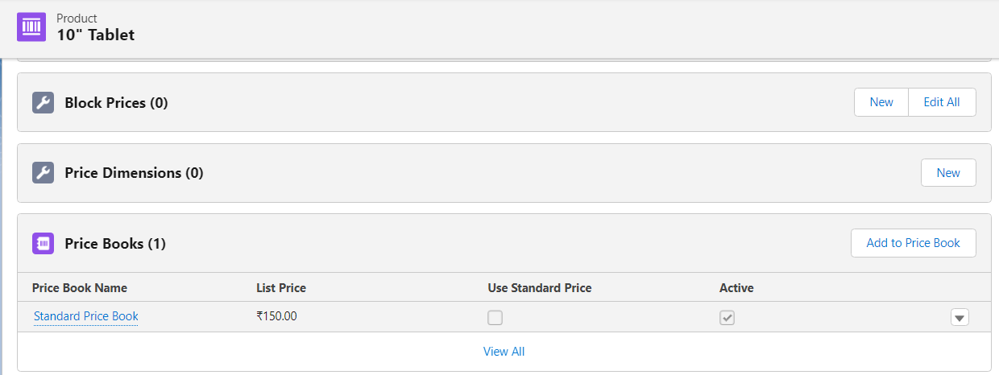 Product
10" Tablet
Block Prices (0)
New
Edit All
Price Dimensions (0)
New
Price Books (1)
Add to Price Book
Price Book Name List Price Use Standard Price Active
Standard Price Book ₹150.00
View All